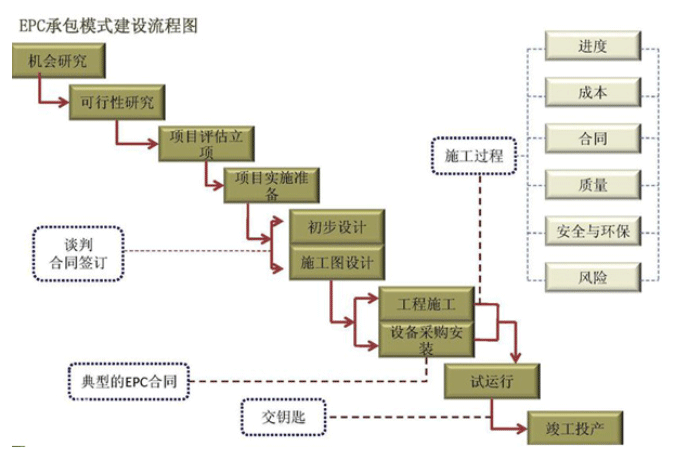 EPC承包模式建设流程图
机会研究
可行性研究
项目评估立
项
项目实施准
备
初步设计
施工图设计
谈判
合同签订
工程施工
设备采购安
装
典型的EPC合同
试运行
交钥匙
竣工投产
施工过程
进度
成本
合同
质量
安全与环保
风险